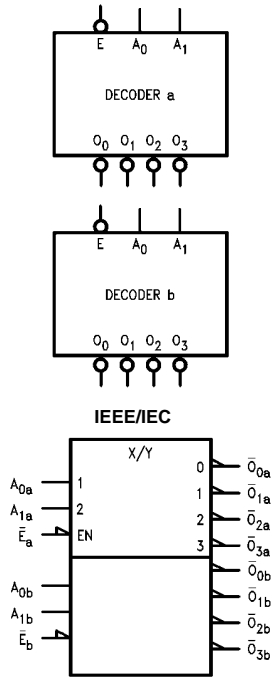 E A₀ A₁
DECODER a
O₀ O₁ O₂ O₃
E A₀ A₁
DECODER b
O₀ O₁ O₂ O₃
IEEE/IEC
X/Y
A₀ₐ 1 0 Ō₀ₐ
A₁ₐ 2 1 Ō₁ₐ
Ēₐ EN 2 Ō₂ₐ
3 Ō₃ₐ
A₀b Ō₀b
A₁b Ō₁b
Ēb Ō₂b
Ō₃b